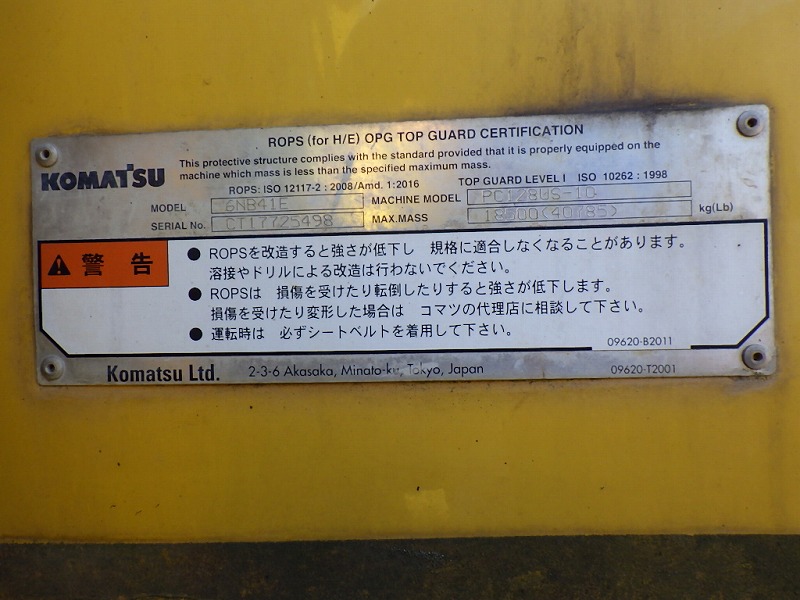 ROPS (for H/E) OPG TOP GUARD CERTIFICATION
KOMATSU
This protective structure complies with the standard provided that it is properly equipped on the
machine which mass is less than the specified maximum mass.
ROPS: ISO 12117-2 : 2008/Amd. 1:2016 TOP GUARD LEVEL I ISO 10262 : 1998
MODEL 6NB41E MACHINE MODEL PC128US-10
SERIAL No. CT17725498 MAX.MASS 18500(40785) kg(Lb)
警告
● ROPSを改造すると強さが低下し 規格に適合しなくなることがあります。
溶接やドリルによる改造は行わないでください。
● ROPSは 損傷を受けたり転倒したりすると強さが低下します。
損傷を受けたり変形した場合は コマツの代理店に相談して下さい。
● 運転時は 必ずシートベルトを着用して下さい。
09620-B2011
Komatsu Ltd. 2-3-6 Akasaka, Minato-ku, Tokyo, Japan 09620-T2001